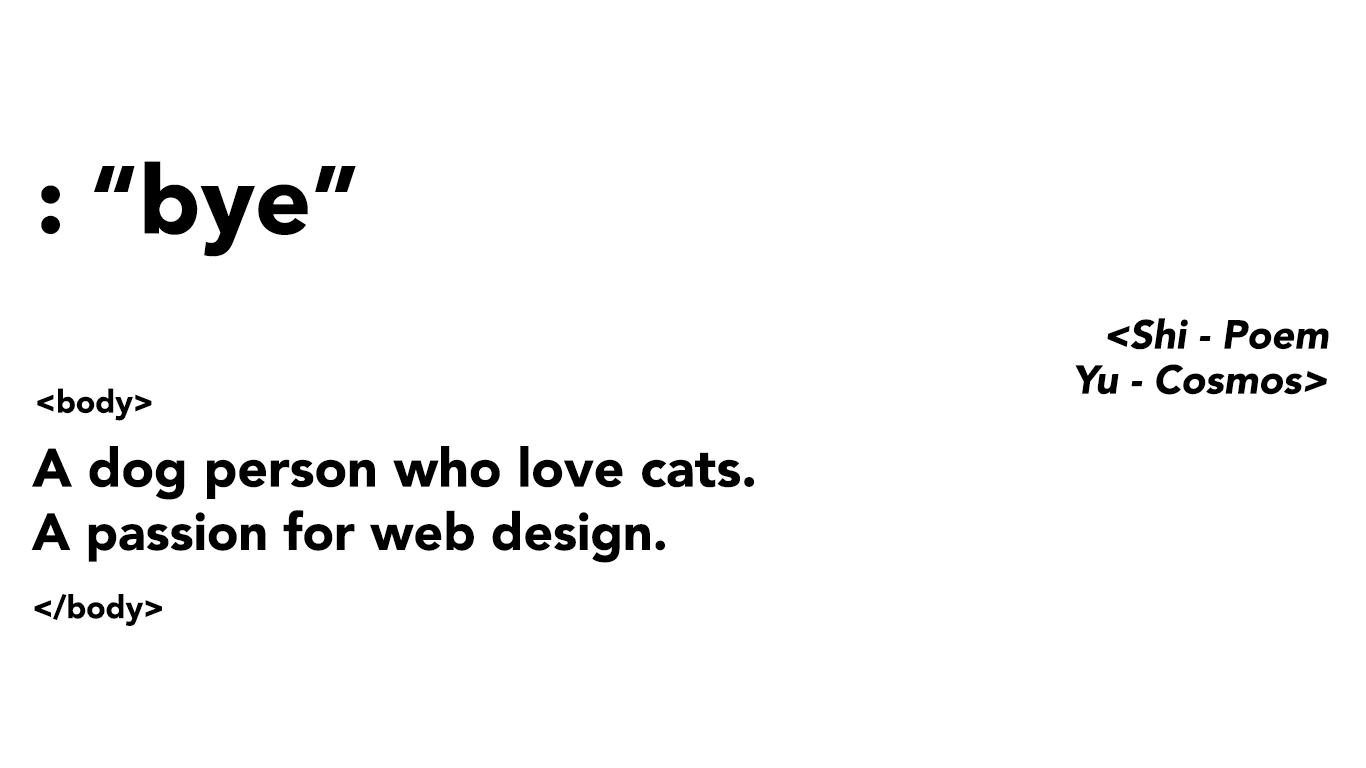 : “bye”
<Shi - Poem
Yu - Cosmos>
<body>
A dog person who love cats.
A passion for web design.
</body>